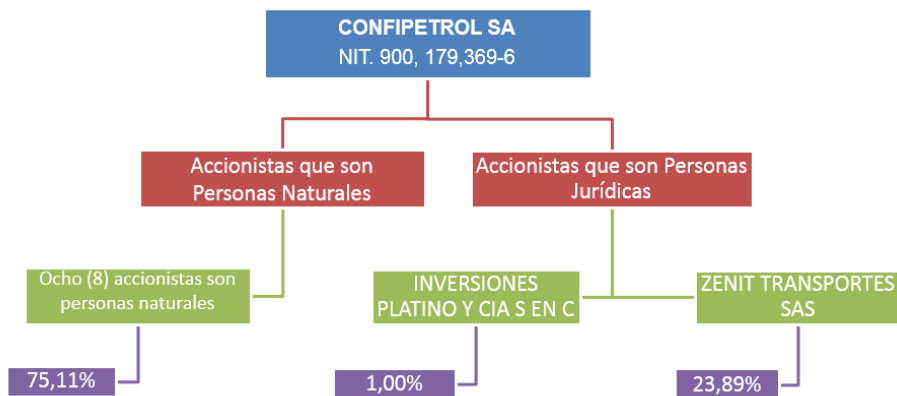 CONFIPETROL SA
NIT. 900, 179,369-6
Accionistas que son
Personas Naturales
Accionistas que son Personas
Jurídicas
Ocho (8) accionistas son
personas naturales
INVERSIONES
PLATINO Y CIA S EN C
ZENIT TRANSPORTES
SAS
75,11%
1,00%
23,89%